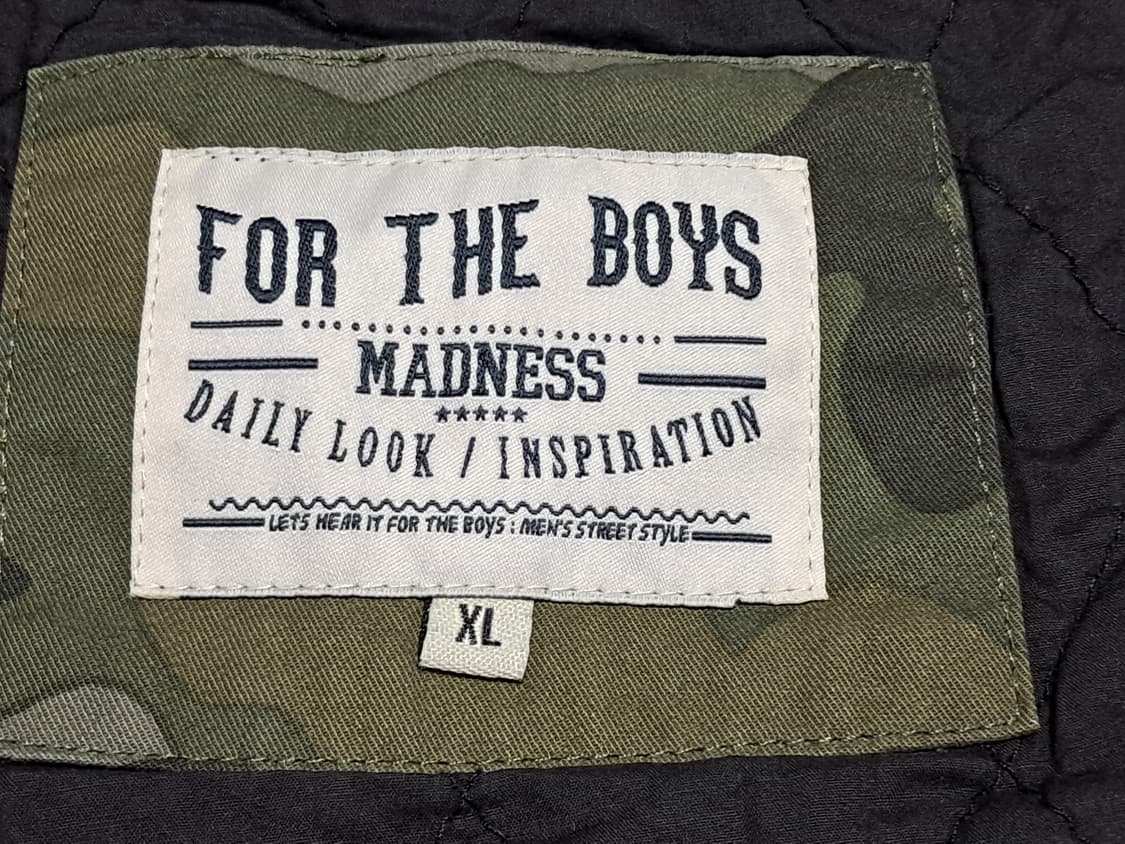 FOR THE BOYS
MADNESS
*****
DAILY LOOK / INSPIRATION
LETS HEAR IT FOR THE BOYS : MEN'S STREET STYLE
XL